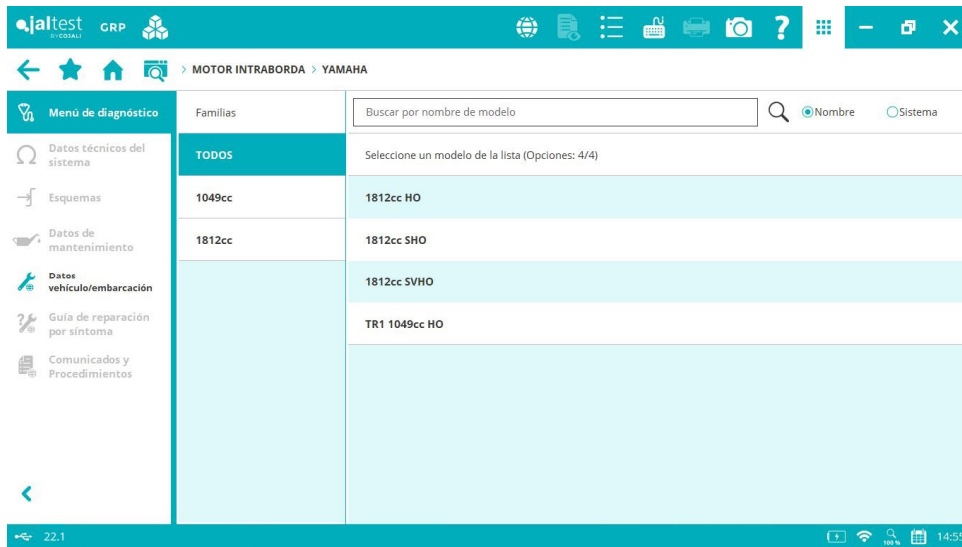 jaltest GRP
BY COJALI
> MOTOR INTRABORDA > YAMAHA
Menú de diagnóstico
Datos técnicos del
sistema
Esquemas
Datos de
mantenimiento
Datos
vehículo/embarcación
Guía de reparación
por síntoma
Comunicados y
Procedimientos
Familias
TODOS
1049cc
1812cc
Buscar por nombre de modelo
Nombre
Sistema
Seleccione un modelo de la lista (Opciones: 4/4)
1812cc HO
1812cc SHO
1812cc SVHO
TR1 1049cc HO
22.1
100 %
14:55